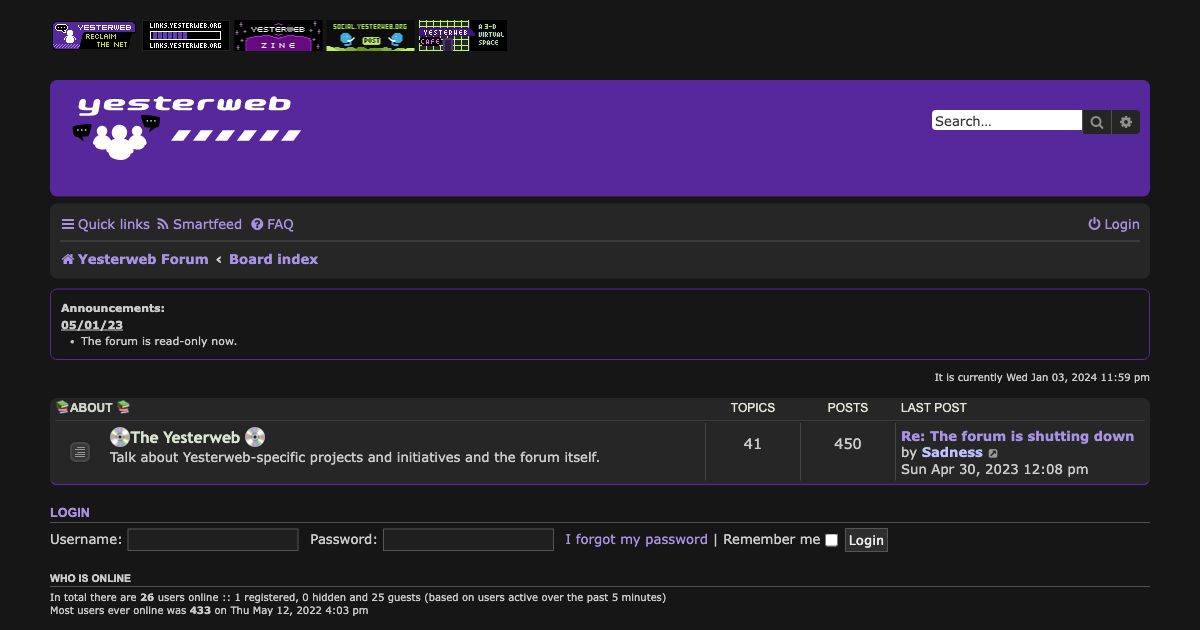 YESTERWEB
RECLAIM
THE NET
LINKS.YESTERWEB.ORG
LINKS.YESTERWEB.ORG
YESTERWEB
ZINE
SOCIAL.YESTERWEB.ORG
POST
YESTERWEB
CAFE
A 3-D
VIRTUAL
SPACE
yesterweb
Search...
Quick links Smartfeed FAQ
Login
Yesterweb Forum ‹ Board index
Announcements:
05/01/23
• The forum is read-only now.
It is currently Wed Jan 03, 2024 11:59 pm
ABOUT TOPICS POSTS LAST POST
The Yesterweb
Talk about Yesterweb-specific projects and initiatives and the forum itself.
41 450
Re: The forum is shutting down
by Sadness
Sun Apr 30, 2023 12:08 pm
LOGIN
Username: Password: I forgot my password | Remember me Login
WHO IS ONLINE
In total there are 26 users online :: 1 registered, 0 hidden and 25 guests (based on users active over the past 5 minutes)
Most users ever online was 433 on Thu May 12, 2022 4:03 pm